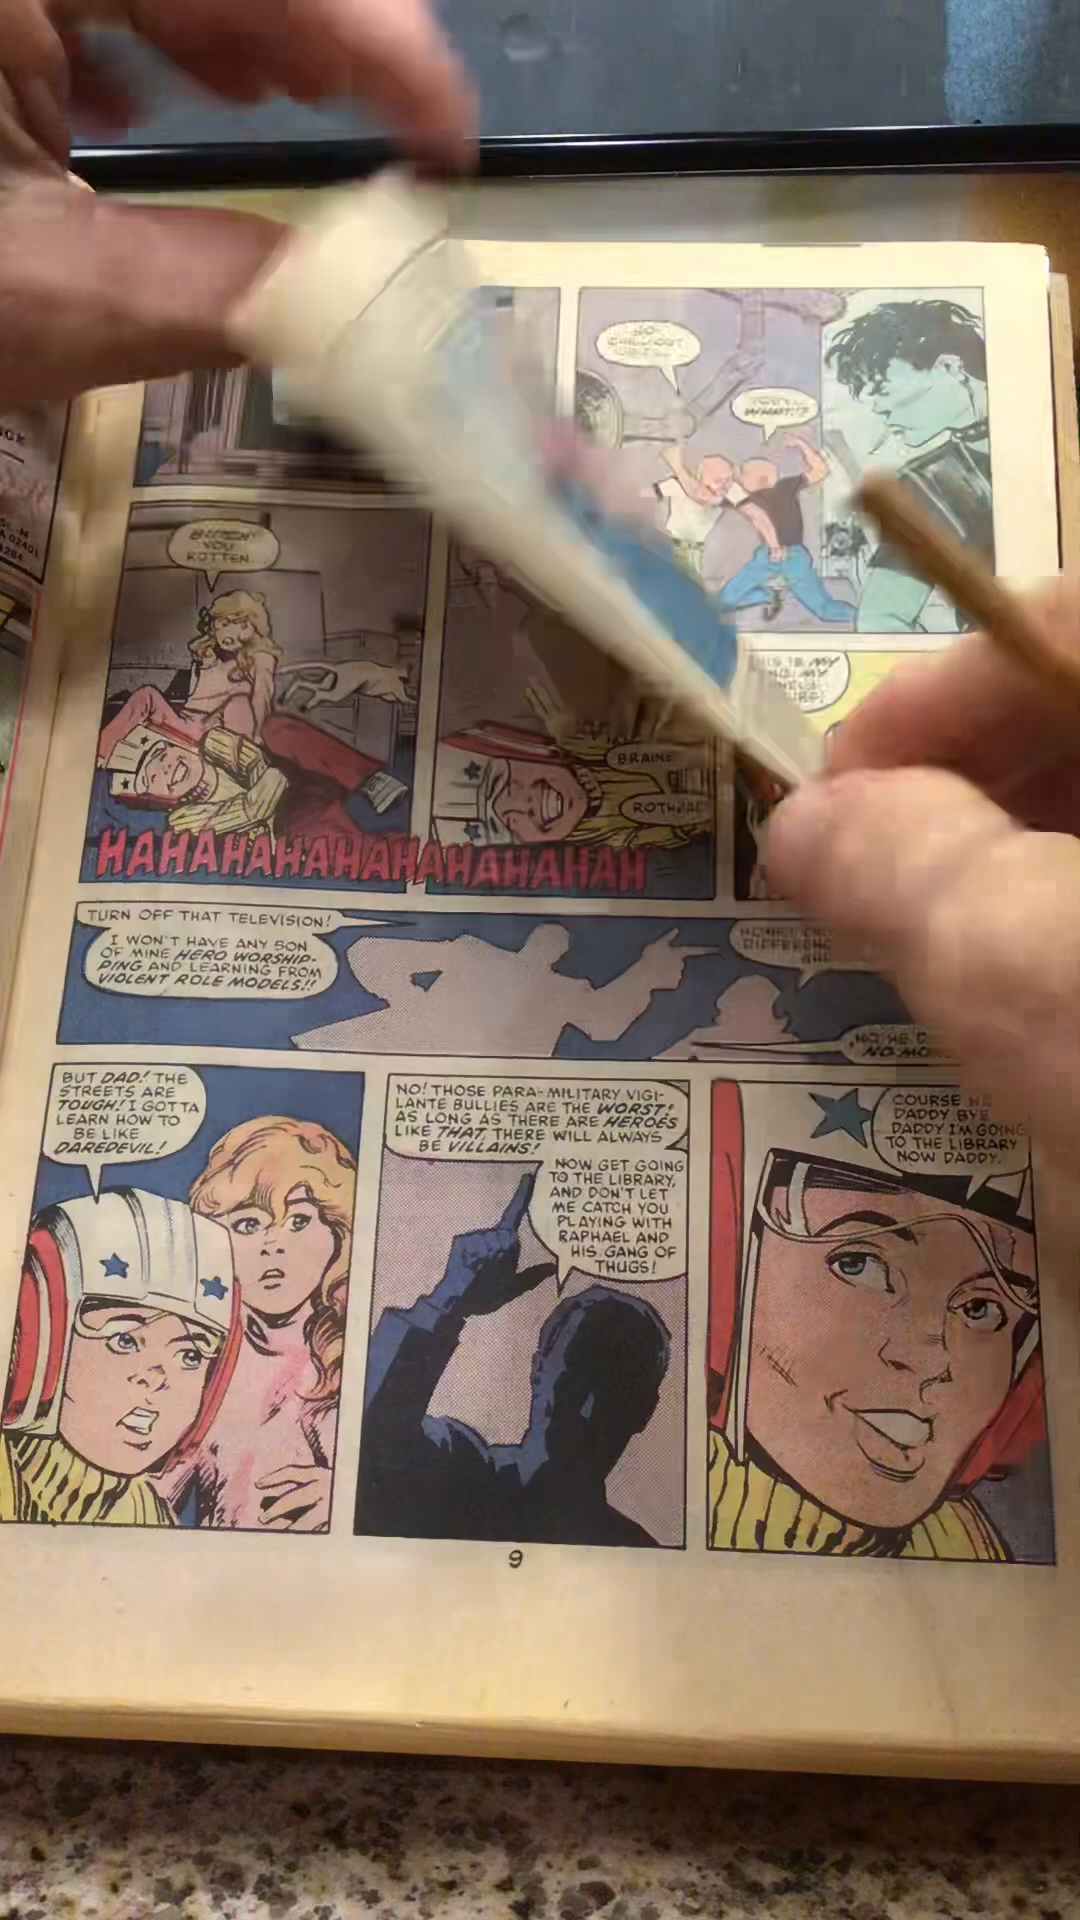 A 02401
YOU
ROTTEN...
HAHAHAHAHAHAHAHAHAHAH
TURN OFF THAT TELEVISION!
I WON'T HAVE ANY SON
OF MINE HERO WORSHIP-
PING AND LEARNING FROM
VIOLENT ROLE MODELS!!
BUT DAD! THE
STREETS ARE
TOUGH! I GOTTA
LEARN HOW TO
BE LIKE
DAREDEVIL!
NO! THOSE PARA-MILITARY VIGI-
LANTE BULLIES ARE THE WORST!
AS LONG AS THERE ARE HEROES
LIKE THAT, THERE WILL ALWAYS
BE VILLAINS!
NOW GET GOING
TO THE LIBRARY,
AND DON'T LET
ME CATCH YOU
PLAYING WITH
RAPHAEL AND
HIS GANG OF
THUGS!
COURSE
DADDY BYE
DADDY I'M GOING
TO THE LIBRARY
NOW DADDY.
9